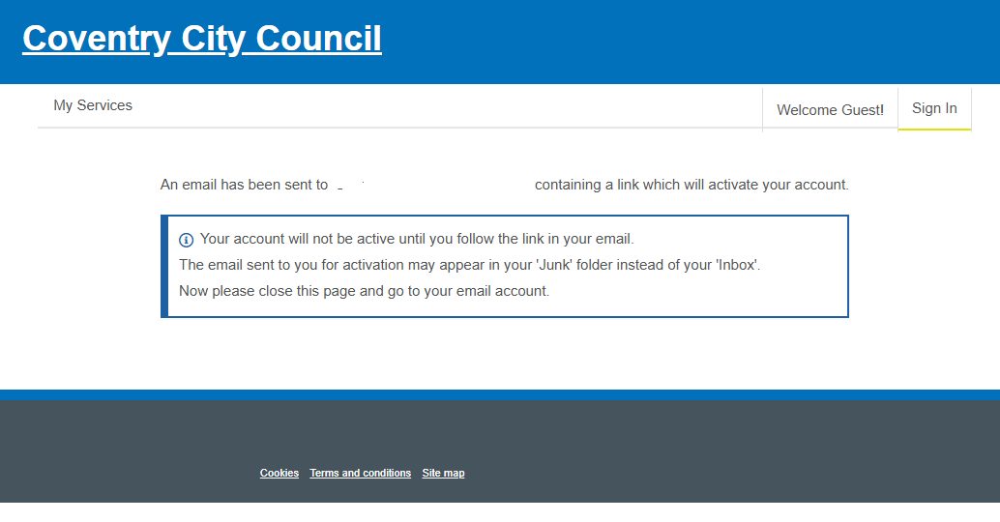 Coventry City Council
My Services
Welcome Guest!
Sign In
An email has been sent to containing a link which will activate your account.
Your account will not be active until you follow the link in your email.
The email sent to you for activation may appear in your 'Junk' folder instead of your 'Inbox'.
Now please close this page and go to your email account.
Cookies Terms and conditions Site map